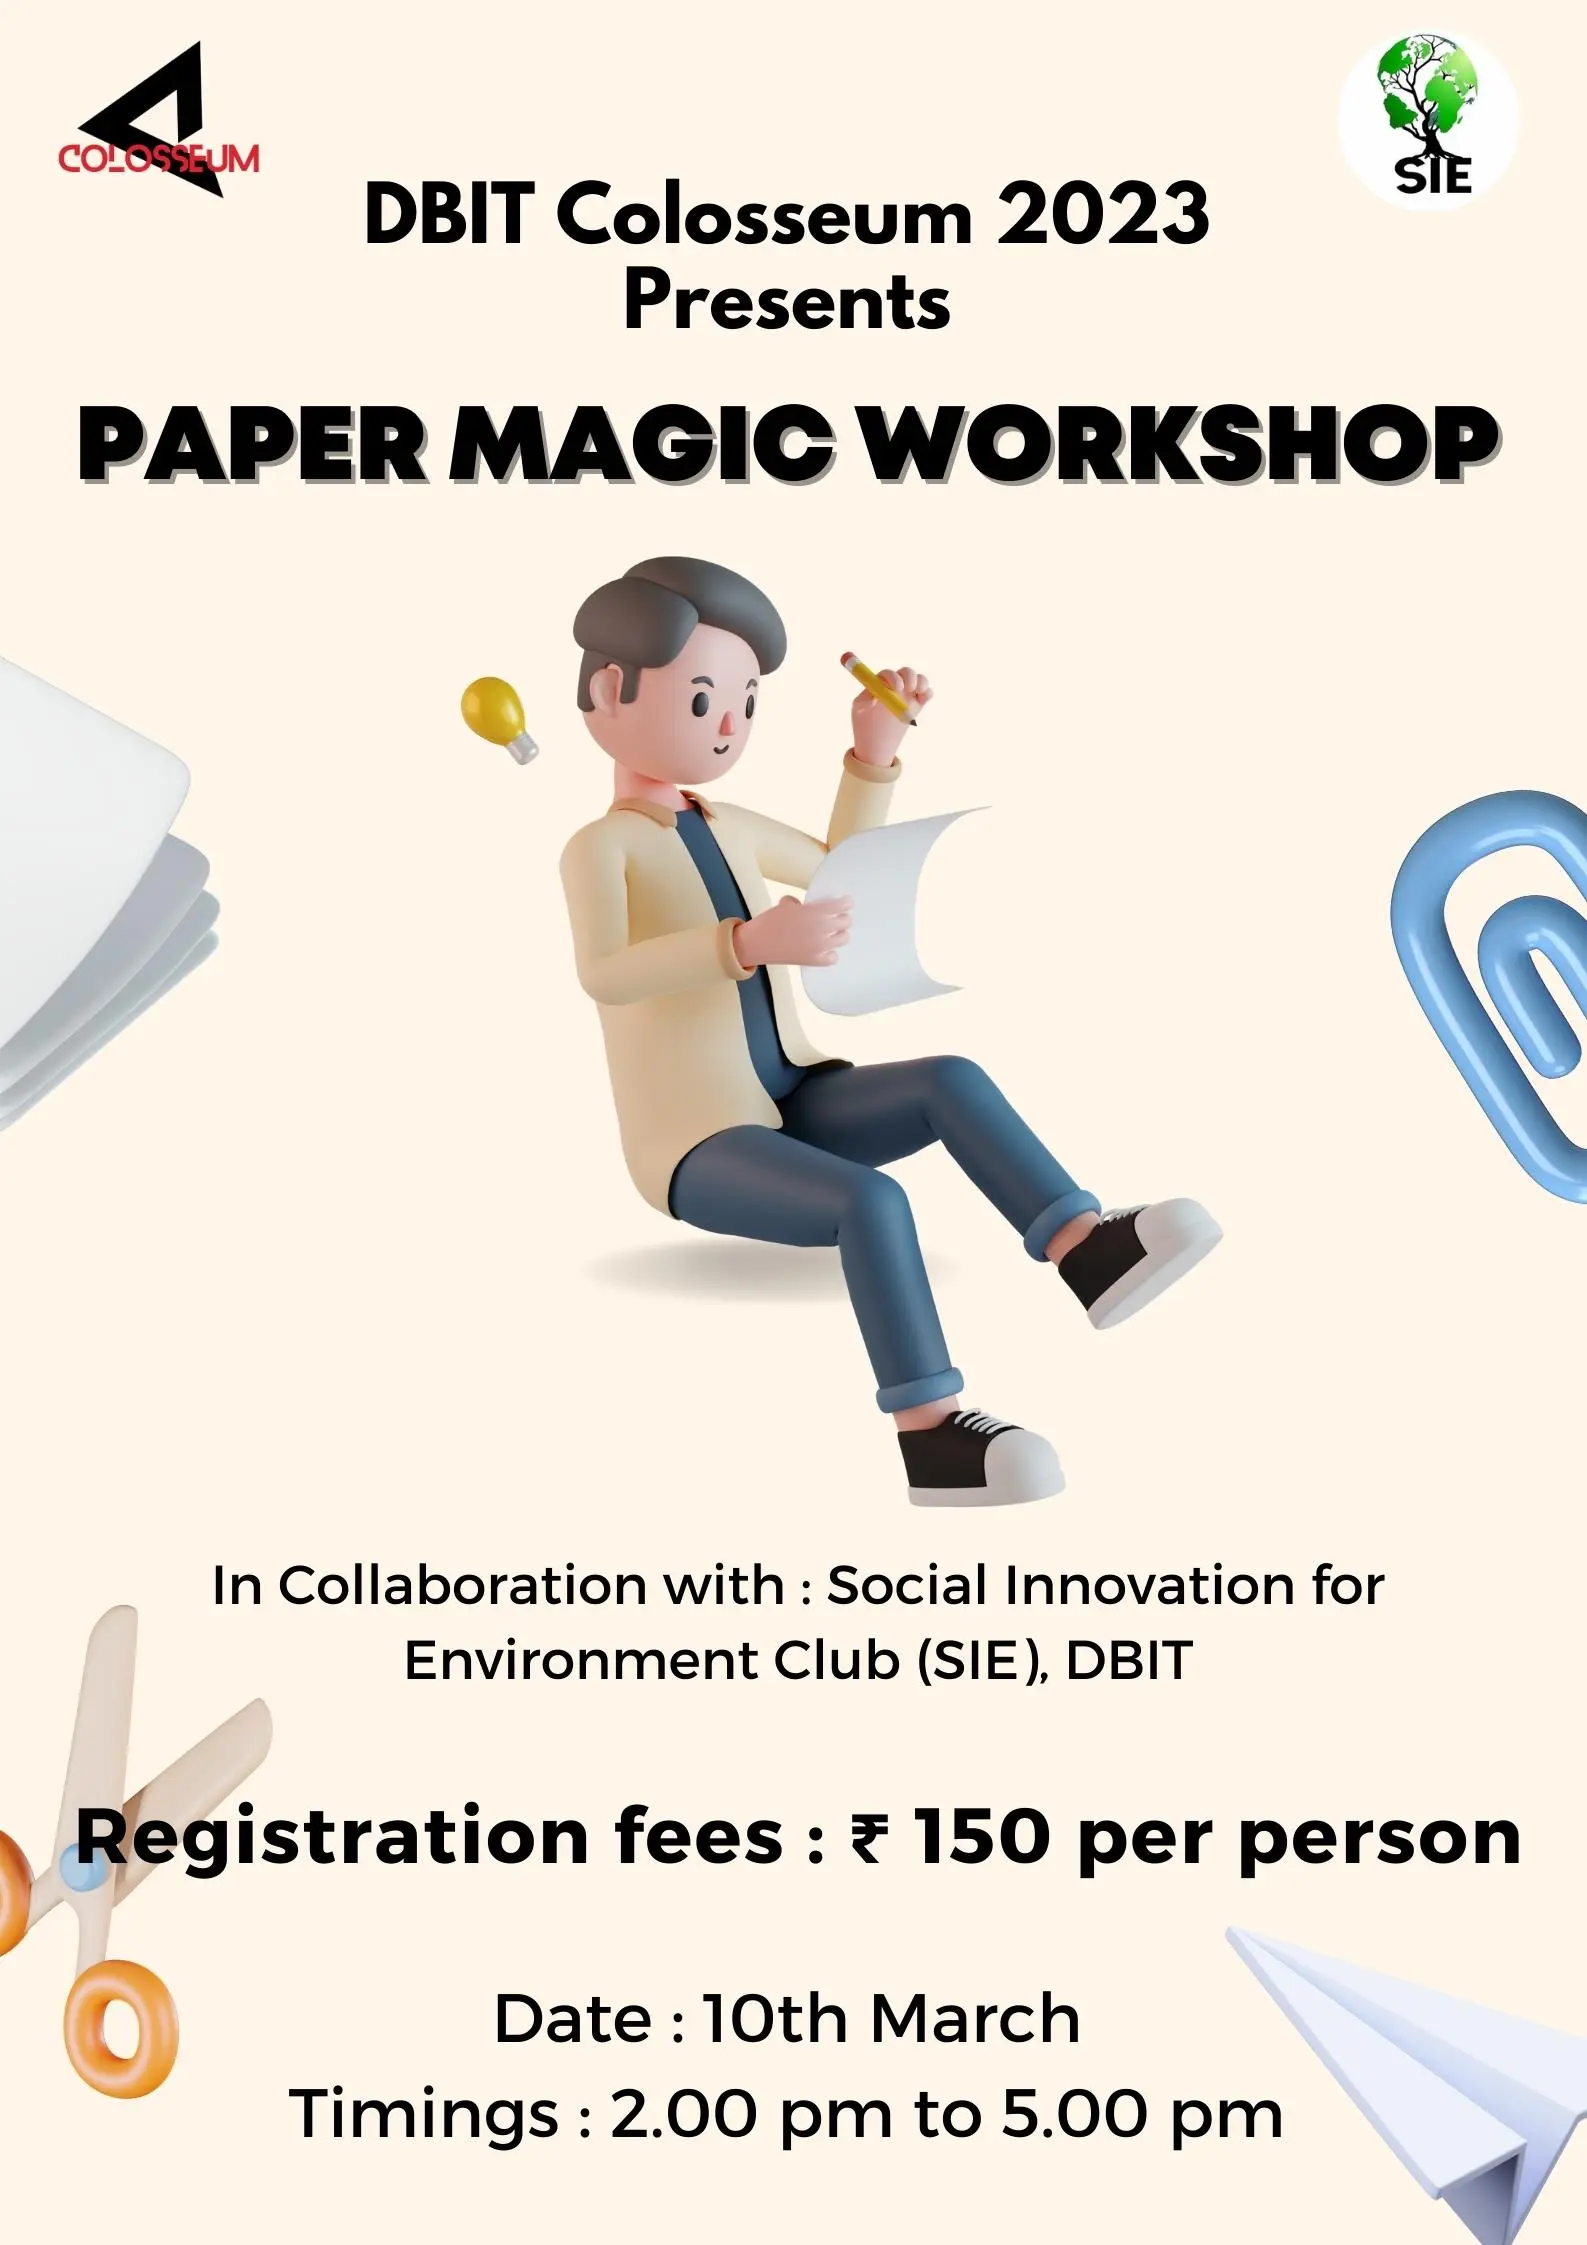 COLOSSEUM
SIE
DBIT Colosseum 2023
Presents
PAPER MAGIC WORKSHOP
In Collaboration with : Social Innovation for
Environment Club (SIE), DBIT
Registration fees : ₹ 150 per person
Date : 10th March
Timings : 2.00 pm to 5.00 pm